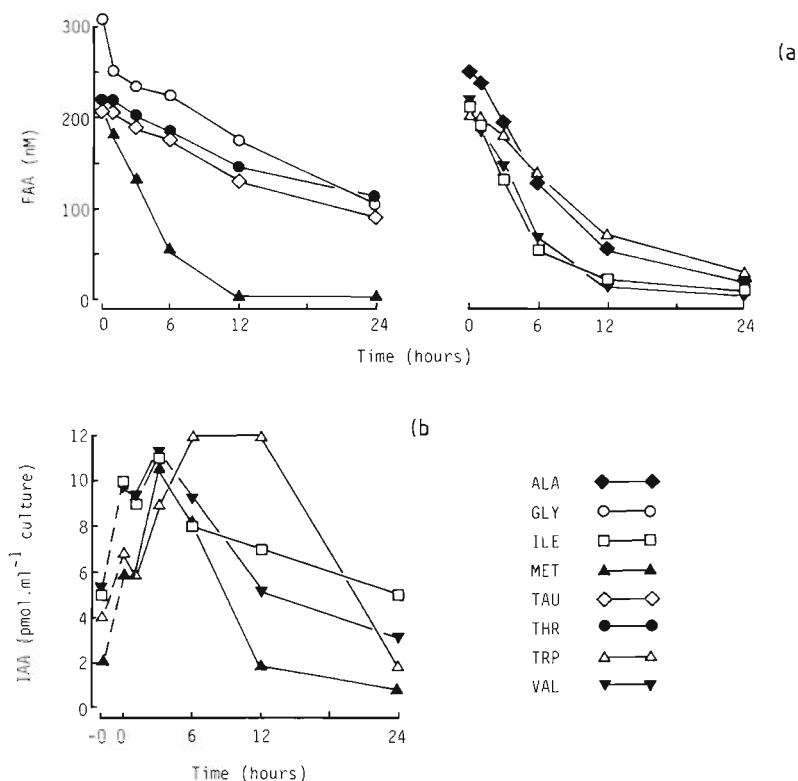 (a
300
200
100
0
FAA (nM)
0 6 12 24
0 6 12 24
Time (hours)
(b
12
10
8
6
4
2
0
IAA (pmol.ml⁻¹ culture)
-0 0 6 12 24
Time (hours)
ALA
GLY
ILE
MET
TAU
THR
TRP
VAL